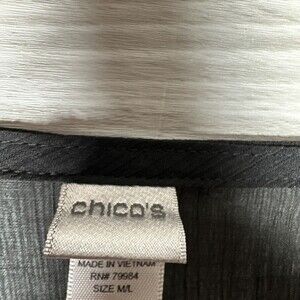 chico's
MADE IN VIETNAM
RN# 79984
SIZE M/L